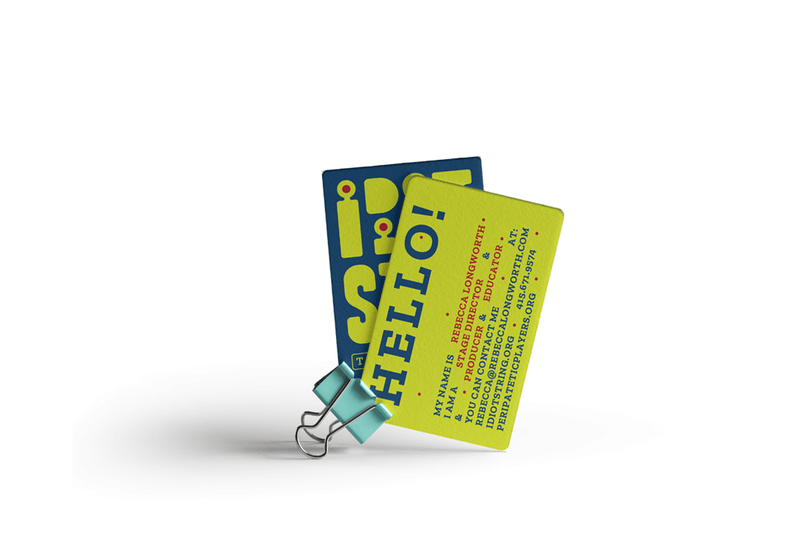 HELLO!
MY NAME IS REBECCA LONGWORTH
I AM A STAGE DIRECTOR &
& PRODUCER & EDUCATOR
YOU CAN CONTACT ME AT:
REBECCA@REBECCALONGWORTH.COM
IDIOTSTRING.ORG • 415.671.9574
PERIPATETICPLAYERS.ORG